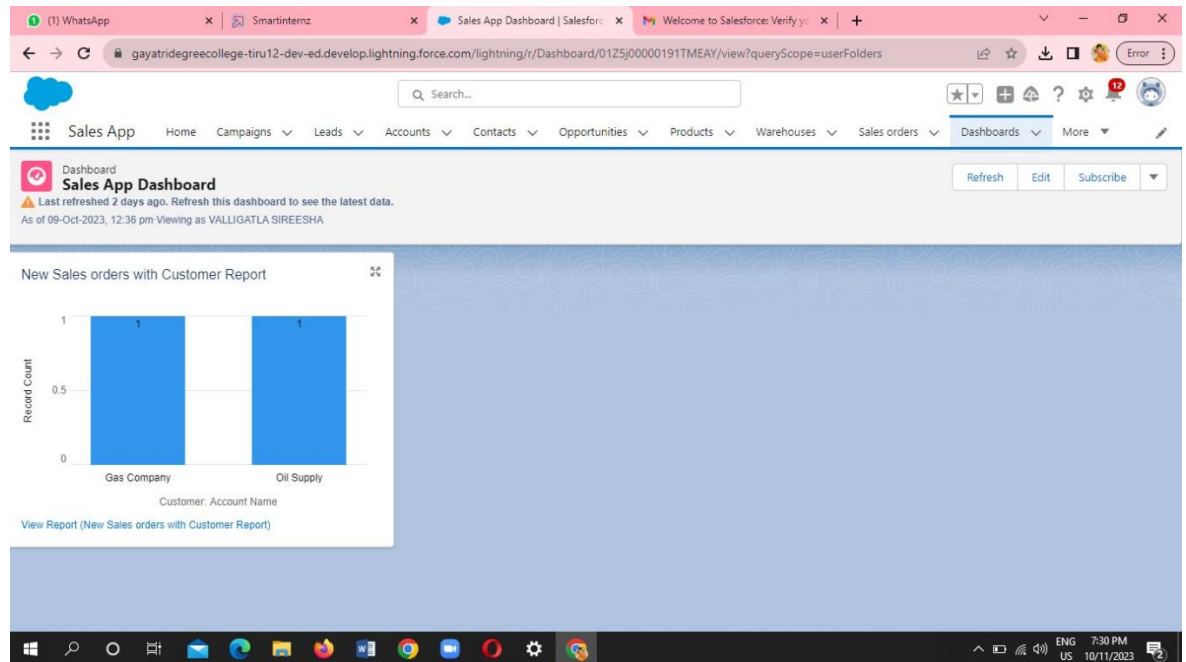 (1) WhatsApp
Smartinternz
Sales App Dashboard | Salesforc
Welcome to Salesforce: Verify yo
gayatridegreecollege-tiru12-dev-ed.develop.lightning.force.com/lightning/r/Dashboard/01Z5j00000191TMEAY/view?queryScope=userFolders
Error
Search...
12
Sales App Home Campaigns Leads Accounts Contacts Opportunities Products Warehouses Sales orders Dashboards More
Dashboard
Sales App Dashboard
Refresh Edit Subscribe
Last refreshed 2 days ago. Refresh this dashboard to see the latest data.
As of 09-Oct-2023, 12:36 pm·Viewing as VALLIGATLA SIREESHA
New Sales orders with Customer Report
1
1
1
Record Count
0.5
0
Gas Company Oil Supply
Customer: Account Name
View Report (New Sales orders with Customer Report)
ENG 7:30 PM
US 10/11/2023
2